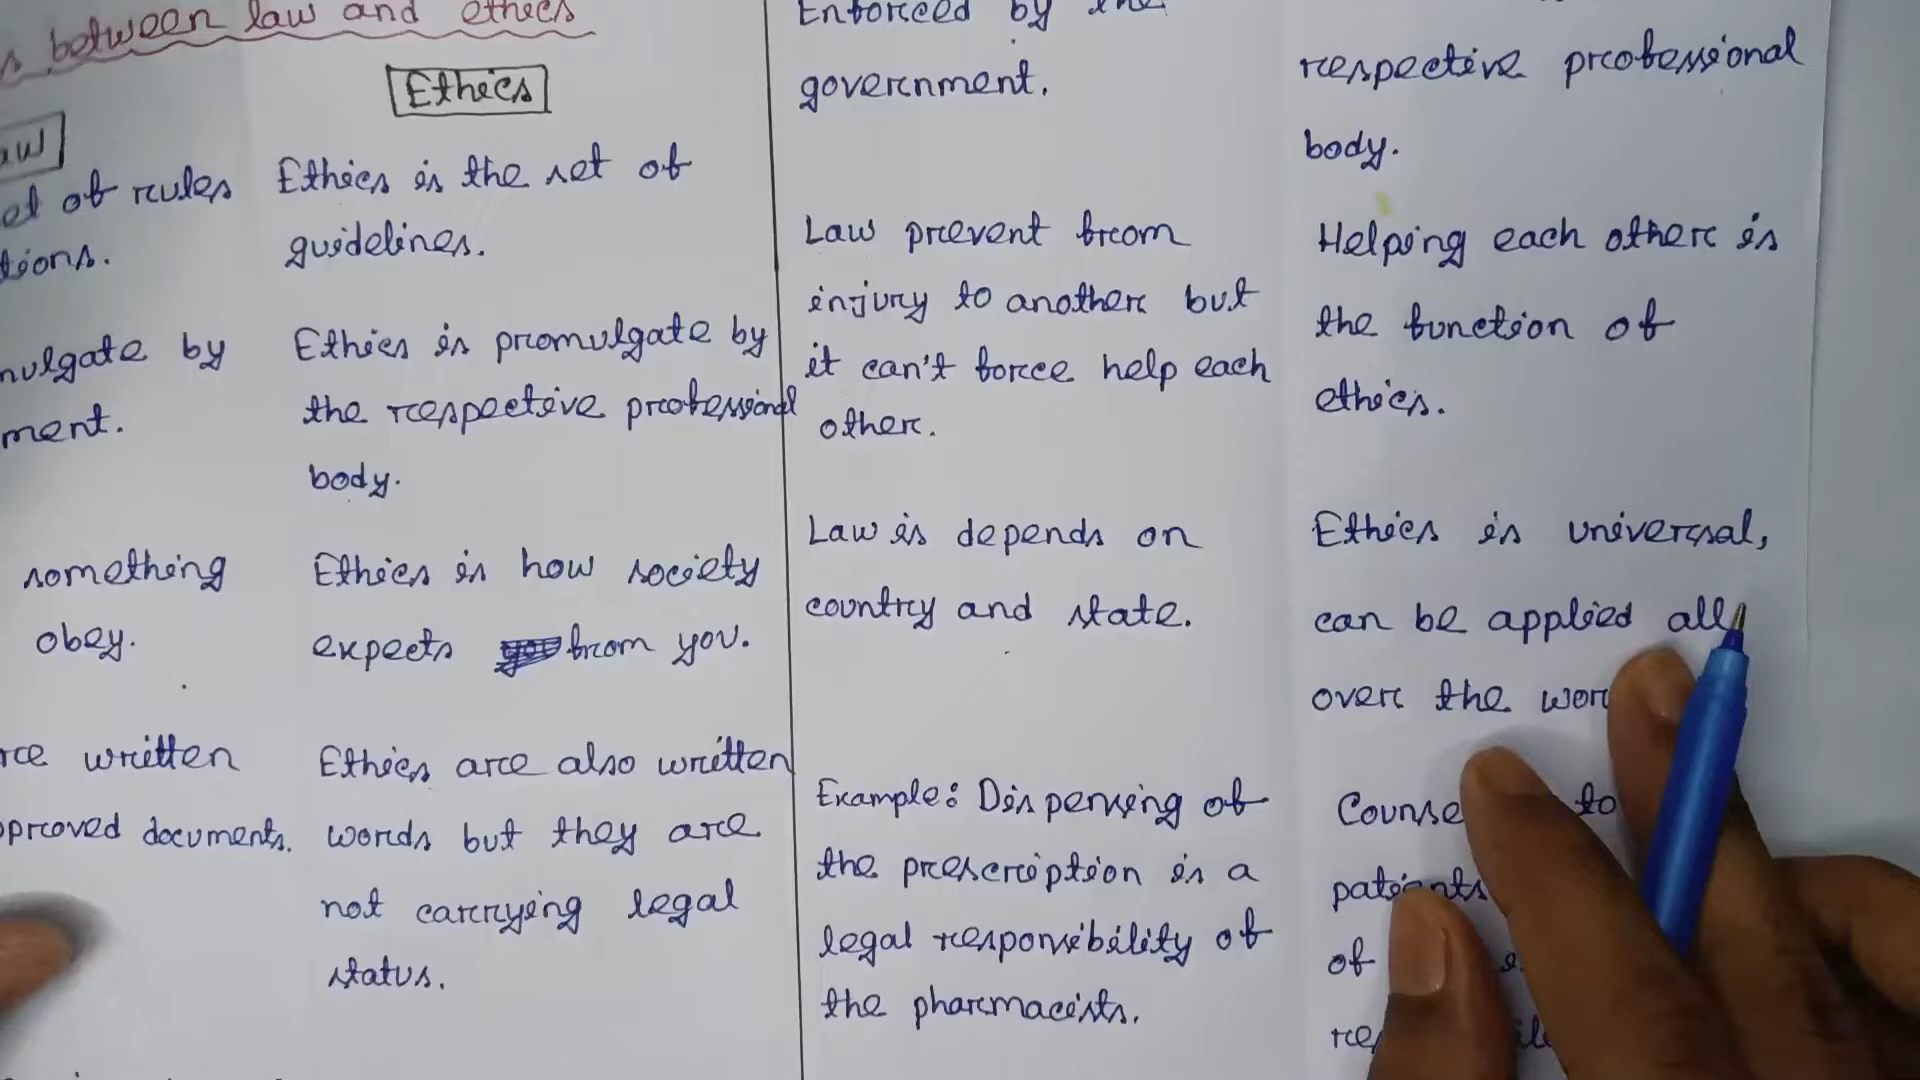 between law and ethics
Ethics
of rules
Ethics is the set of
guidelines.
by
Ethics is promulgate by
the respective professional
body.
something
obey.
Ethics is how society
expects from you.
written
documents.
Ethics are also written
words but they are
not carrying legal
status.
Enforced by the
government.
Law prevent from
injury to another but
it can't force help each
other.
Law is depends on
country and state.
Example: Dispensing of
the prescription is a
legal responsibility of
the pharmacists.
respective professional
body.
Helping each other is
the function of
ethics.
Ethics is universal,
can be applied all
over the
to
patients
of